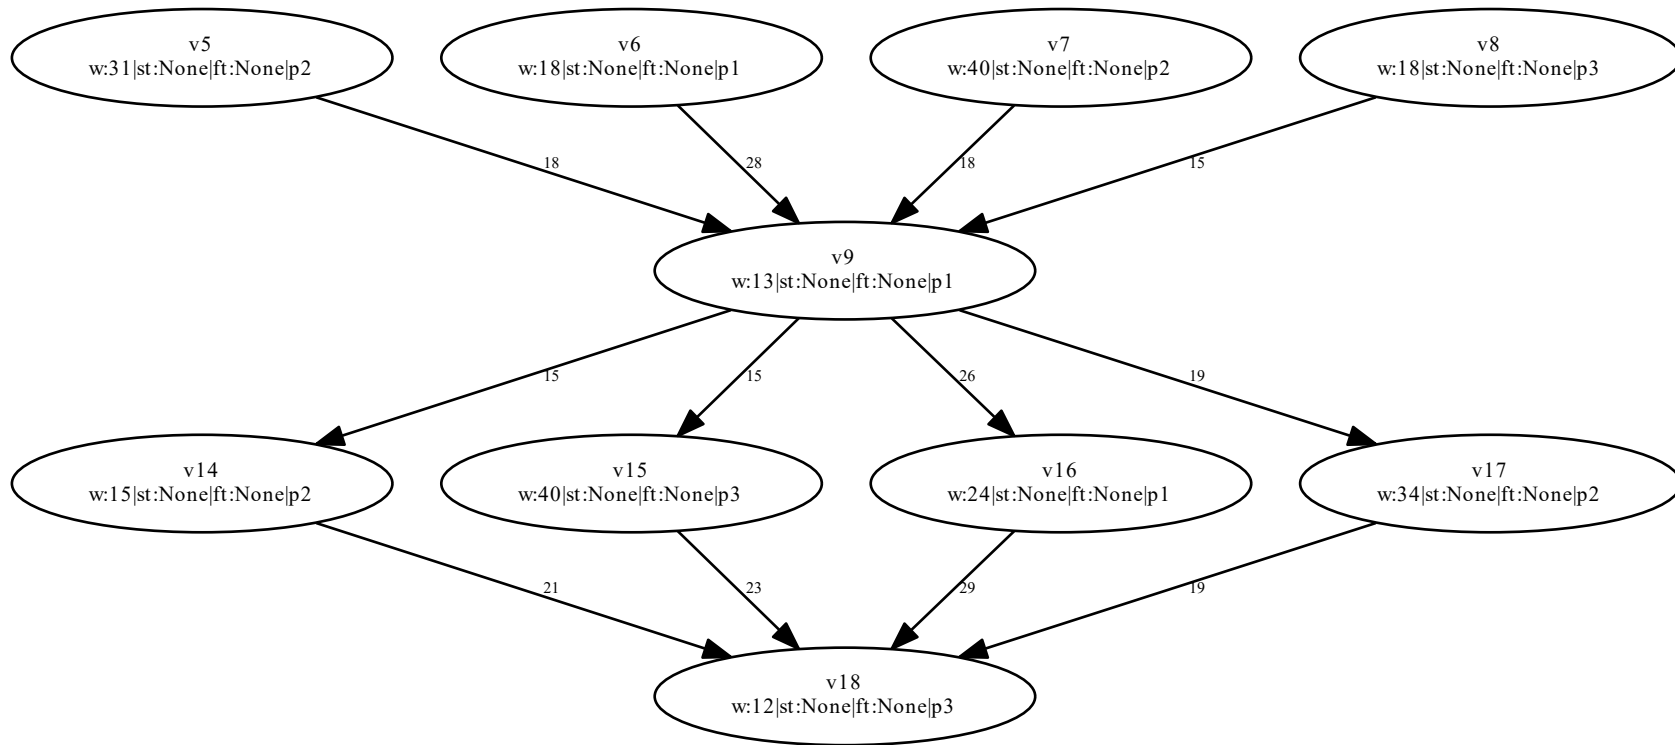 v5
w:31|st:None|ft:None|p2
v6
w:18|st:None|ft:None|p1
v7
w:40|st:None|ft:None|p2
v8
w:18|st:None|ft:None|p3
18
28
18
15
v9
w:13|st:None|ft:None|p1
15
15
26
19
v14
w:15|st:None|ft:None|p2
v15
w:40|st:None|ft:None|p3
v16
w:24|st:None|ft:None|p1
v17
w:34|st:None|ft:None|p2
21
23
29
19
v18
w:12|st:None|ft:None|p3